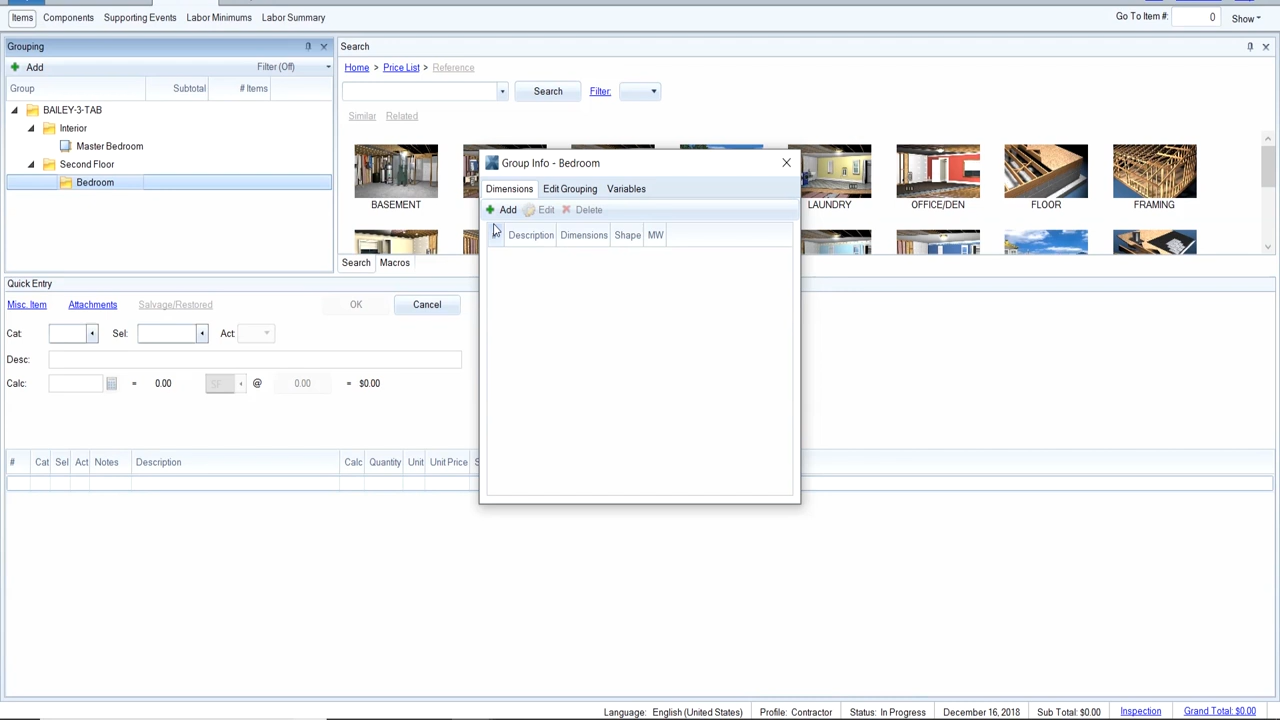 Items Components Supporting Events Labor Minimums Labor Summary Go To Item #: 0 Show
Grouping
Add Filter (Off)
Group Subtotal # Items
BAILEY-3-TAB
Interior
Master Bedroom
Second Floor
Bedroom
Search
Home > Price List > Reference
Search Filter:
Similar Related
BASEMENT LAUNDRY OFFICE/DEN FLOOR FRAMING
Search Macros
Group Info - Bedroom
Dimensions Edit Grouping Variables
Add Edit Delete
Description Dimensions Shape MW
Quick Entry
Misc. Item Attachments Salvage/Restored OK Cancel
Cat: Sel: Act:
Desc:
Calc: = 0.00 SF @ 0.00 = $0.00
# Cat Sel Act Notes Description Calc Quantity Unit Unit Price
Language: English (United States) Profile: Contractor Status: In Progress December 16, 2018 Sub Total: $0.00 Inspection Grand Total: $0.00